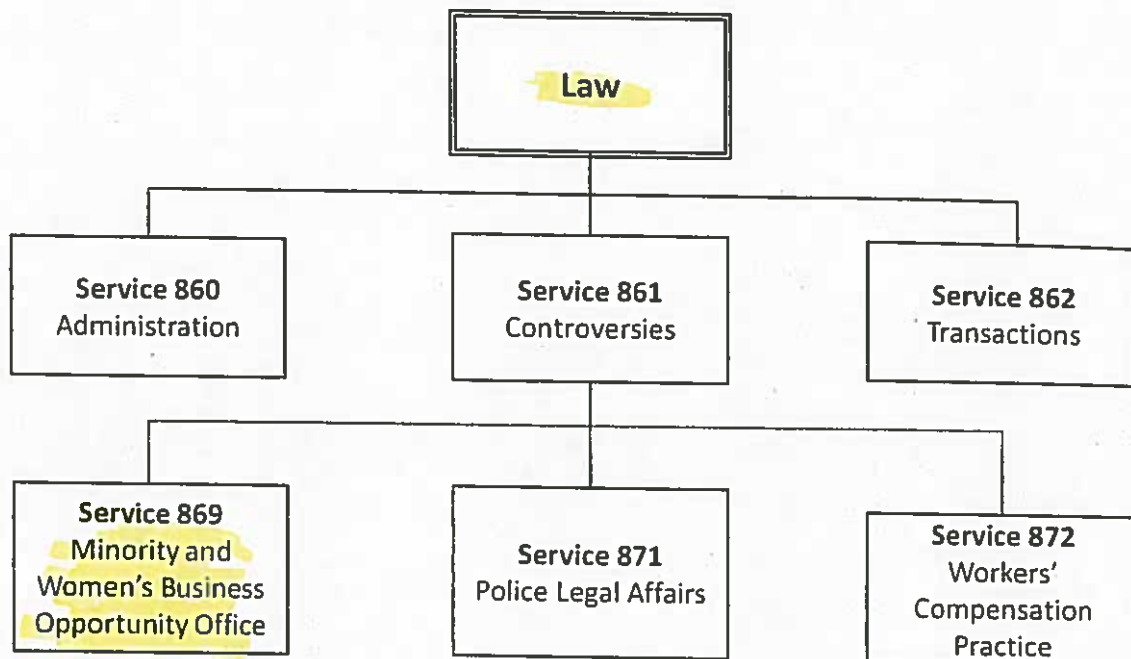 Law
Service 860
Administration
Service 861
Controversies
Service 862
Transactions
Service 869
Minority and
Women's Business
Opportunity Office
Service 871
Police Legal Affairs
Service 872
Workers'
Compensation
Practice